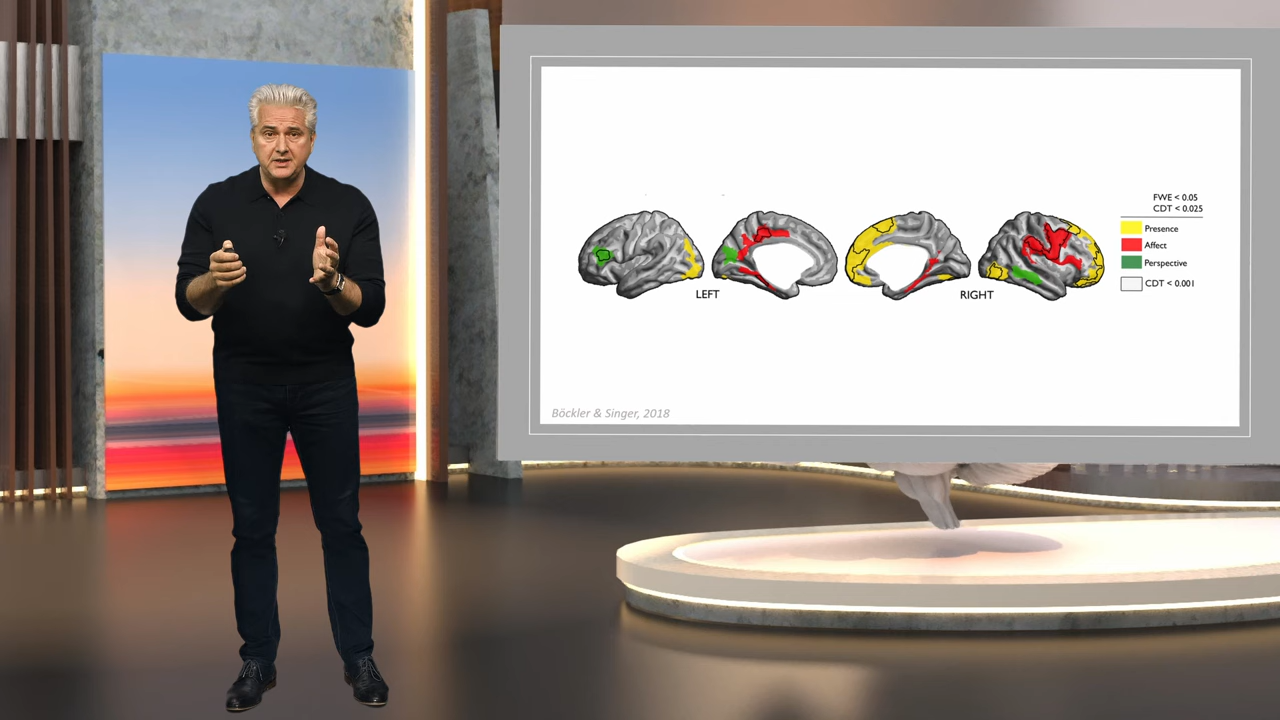 FWE < 0.05
CDT < 0.025
Presence
Affect
Perspective
CDT < 0.001
LEFT
RIGHT
Böckler & Singer, 2018